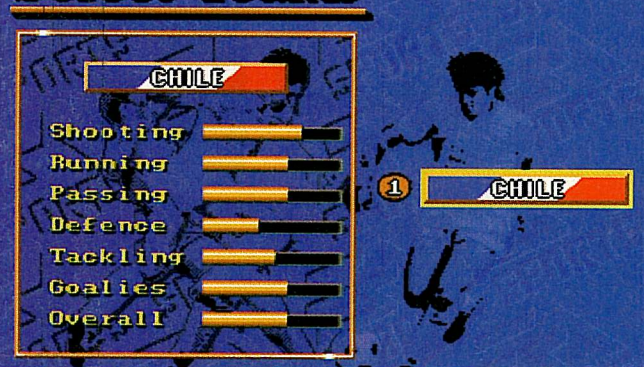 CHILE
Shooting
Running
Passing
Defence
Tackling
Goalies
Overall
1 CHILE